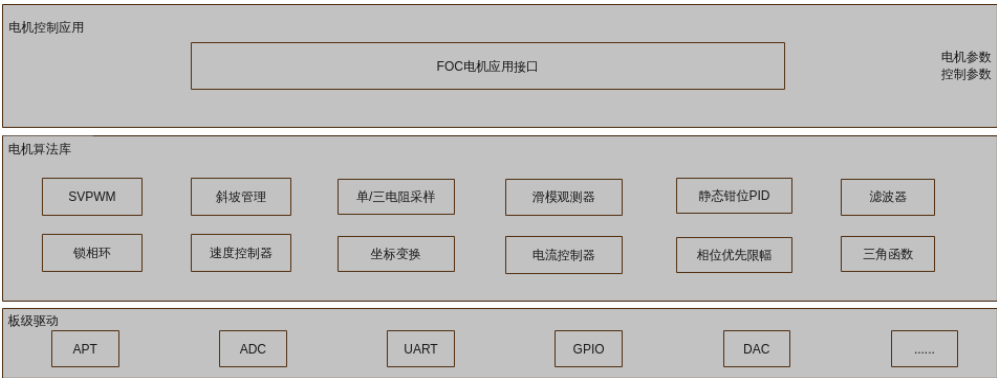 电机控制应用
FOC电机应用接口
电机参数
控制参数
电机算法库
SVPWM
斜坡管理
单/三电阻采样
滑模观测器
静态钳位PID
滤波器
锁相环
速度控制器
坐标变换
电流控制器
相位优先限幅
三角函数
板级驱动
APT
ADC
UART
GPIO
DAC
......